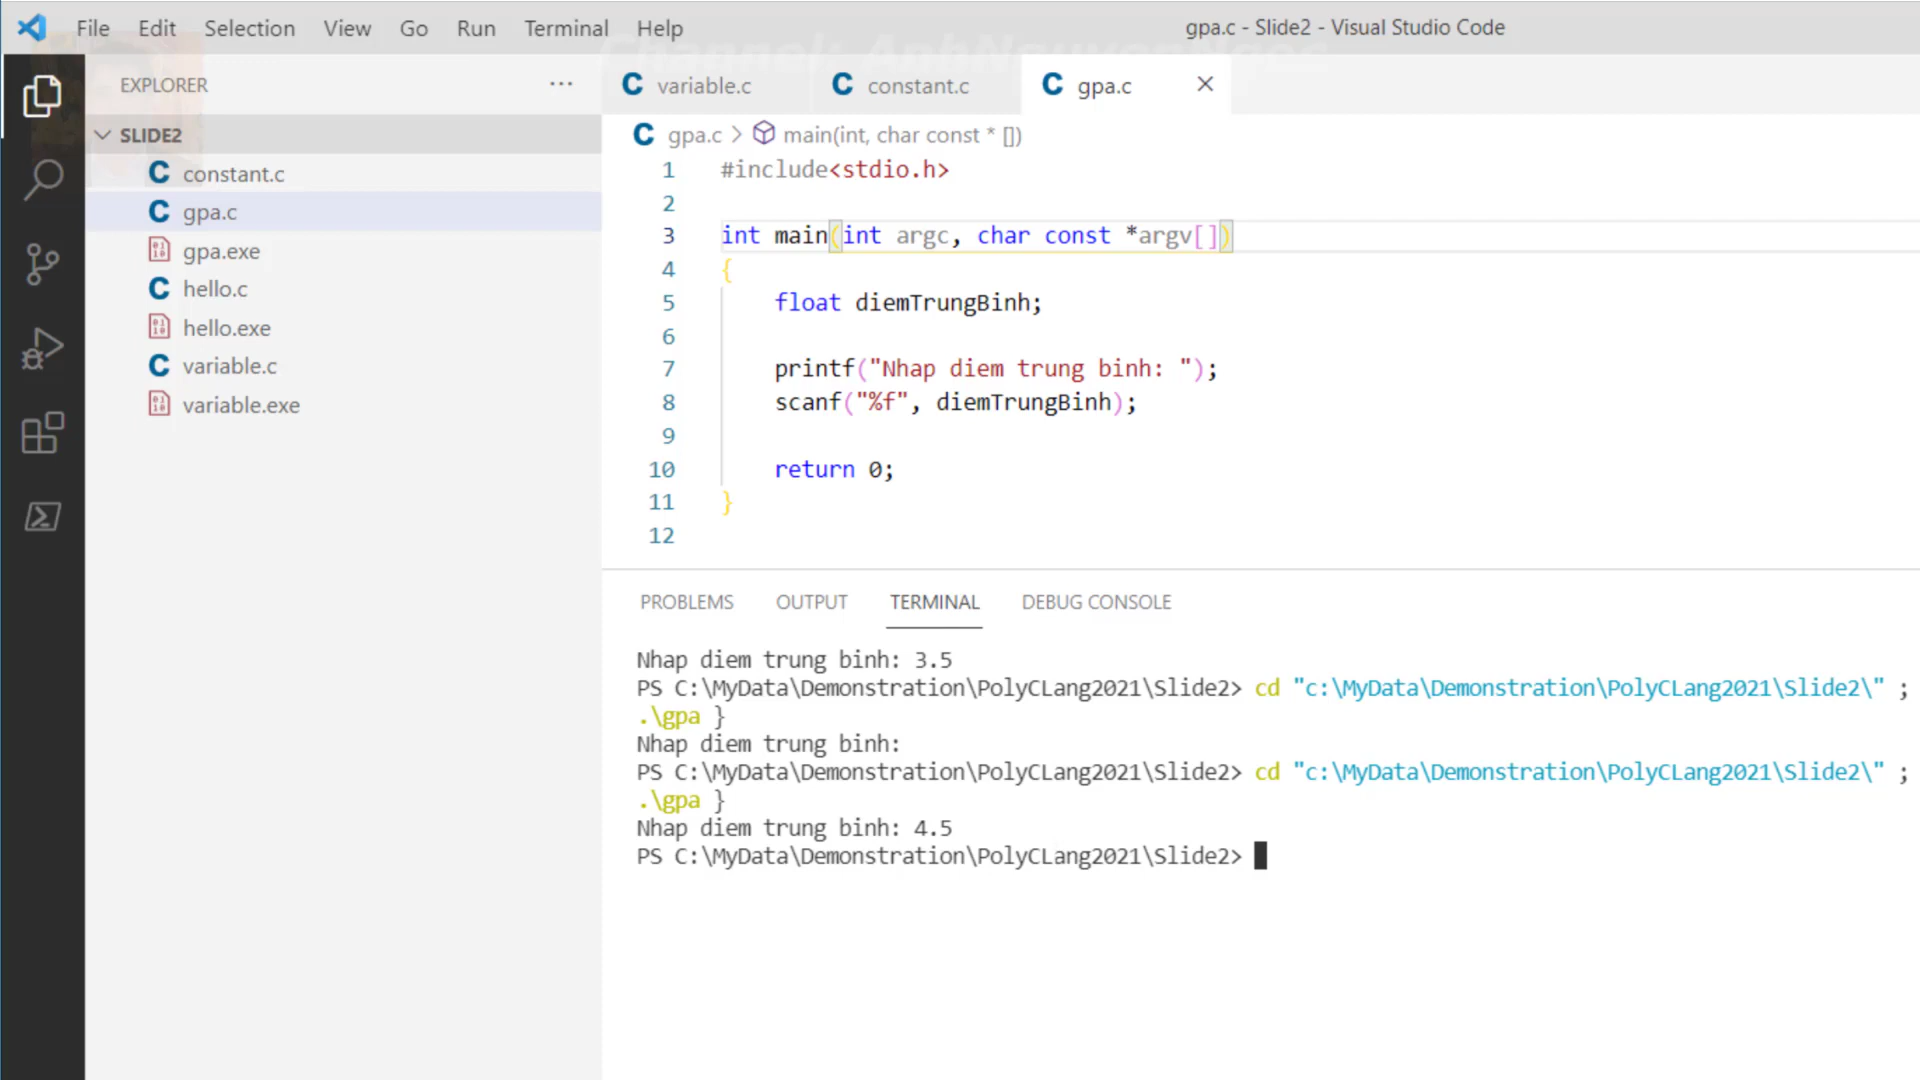 File Edit Selection View Go Run Terminal Help
gpa.c - Slide2 - Visual Studio Code
Channel: AnhNguyenNgoc
EXPLORER ···
SLIDE2
constant.c
gpa.c
gpa.exe
hello.c
hello.exe
variable.c
variable.exe
variable.c constant.c gpa.c
gpa.c > main(int, char const * [])
1 #include<stdio.h>
2
3 int main(int argc, char const *argv[])
4 {
5 float diemTrungBinh;
6
7 printf("Nhap diem trung binh: ");
8 scanf("%f", diemTrungBinh);
9
10 return 0;
11 }
12
PROBLEMS OUTPUT TERMINAL DEBUG CONSOLE
Nhap diem trung binh: 3.5
PS C:\MyData\Demonstration\PolyCLang2021\Slide2> cd "c:\MyData\Demonstration\PolyCLang2021\Slide2\" ;
.\gpa }
Nhap diem trung binh:
PS C:\MyData\Demonstration\PolyCLang2021\Slide2> cd "c:\MyData\Demonstration\PolyCLang2021\Slide2\" ;
.\gpa }
Nhap diem trung binh: 4.5
PS C:\MyData\Demonstration\PolyCLang2021\Slide2>